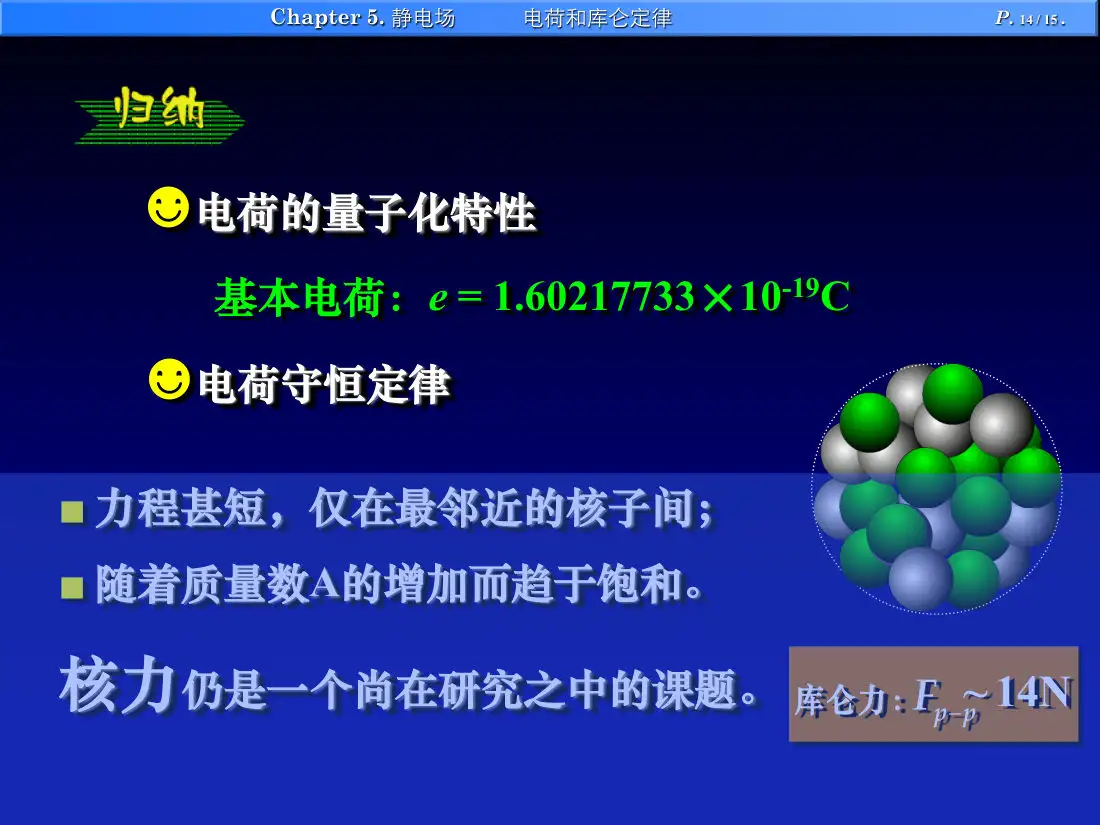 Chapter 5. 静电场 电荷和库仑定律 P. 14 / 15 .
归纳
电荷的量子化特性
基本电荷：e = 1.60217733×10-19C
电荷守恒定律
力程甚短，仅在最邻近的核子间；
随着质量数A的增加而趋于饱和。
核力仍是一个尚在研究之中的课题。
库仑力 : Fp−p ~ 14N